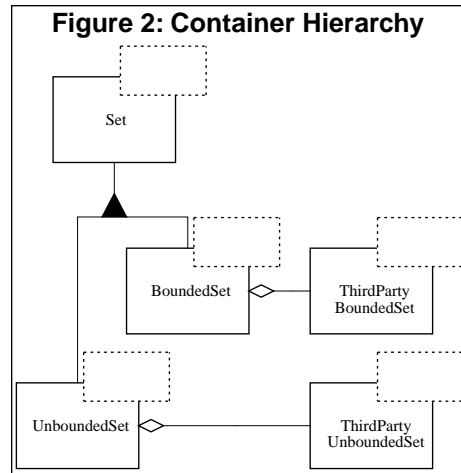 Figure 2: Container Hierarchy
Set
BoundedSet
ThirdParty
BoundedSet
UnboundedSet
ThirdParty
UnboundedSet